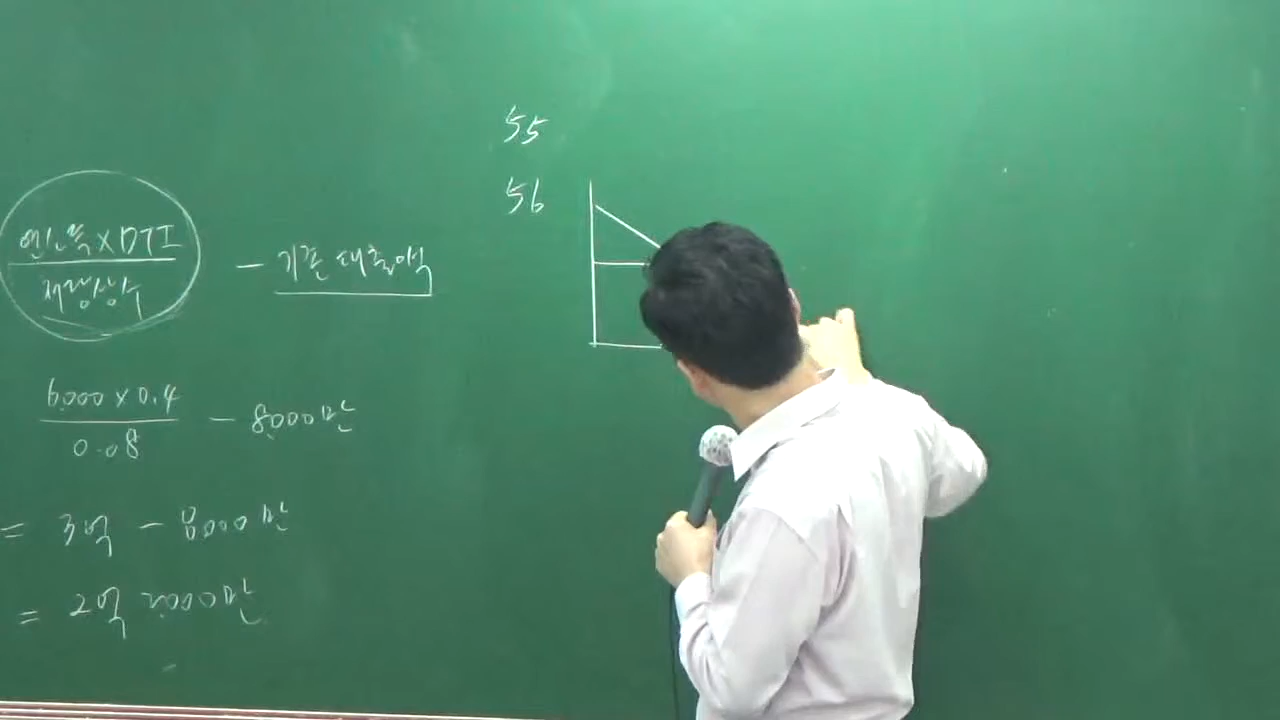 연소득 X DTI
저당상수
- 기존 대출액
6,000 x 0.4
0.08
- 8,000만
= 3억 - 8,000만
= 2억 2,000만
55
56